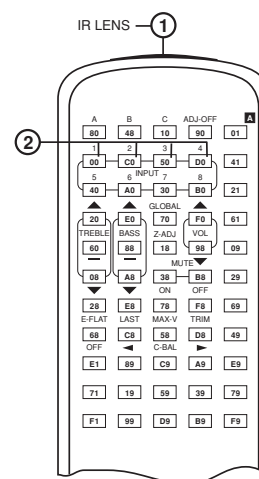 IR LENS 1
A
A B C ADJ-OFF
80 48 10 90 01
2
1 2 3 4
00 C0 50 D0 41
INPUT
5 6 7 8
40 A0 30 B0 21
GLOBAL
20 E0 70 F0 61
TREBLE BASS Z-ADJ VOL
60 88 18 98 09
MUTE
08 A8 38 B8 29
ON OFF
28 E8 78 F8 69
E-FLAT LAST MAX-V TRIM
68 C8 58 D8 49
OFF ◄ C-BAL ►
E1 89 C9 A9 E9
71 19 59 39 79
F1 99 D9 B9 F9